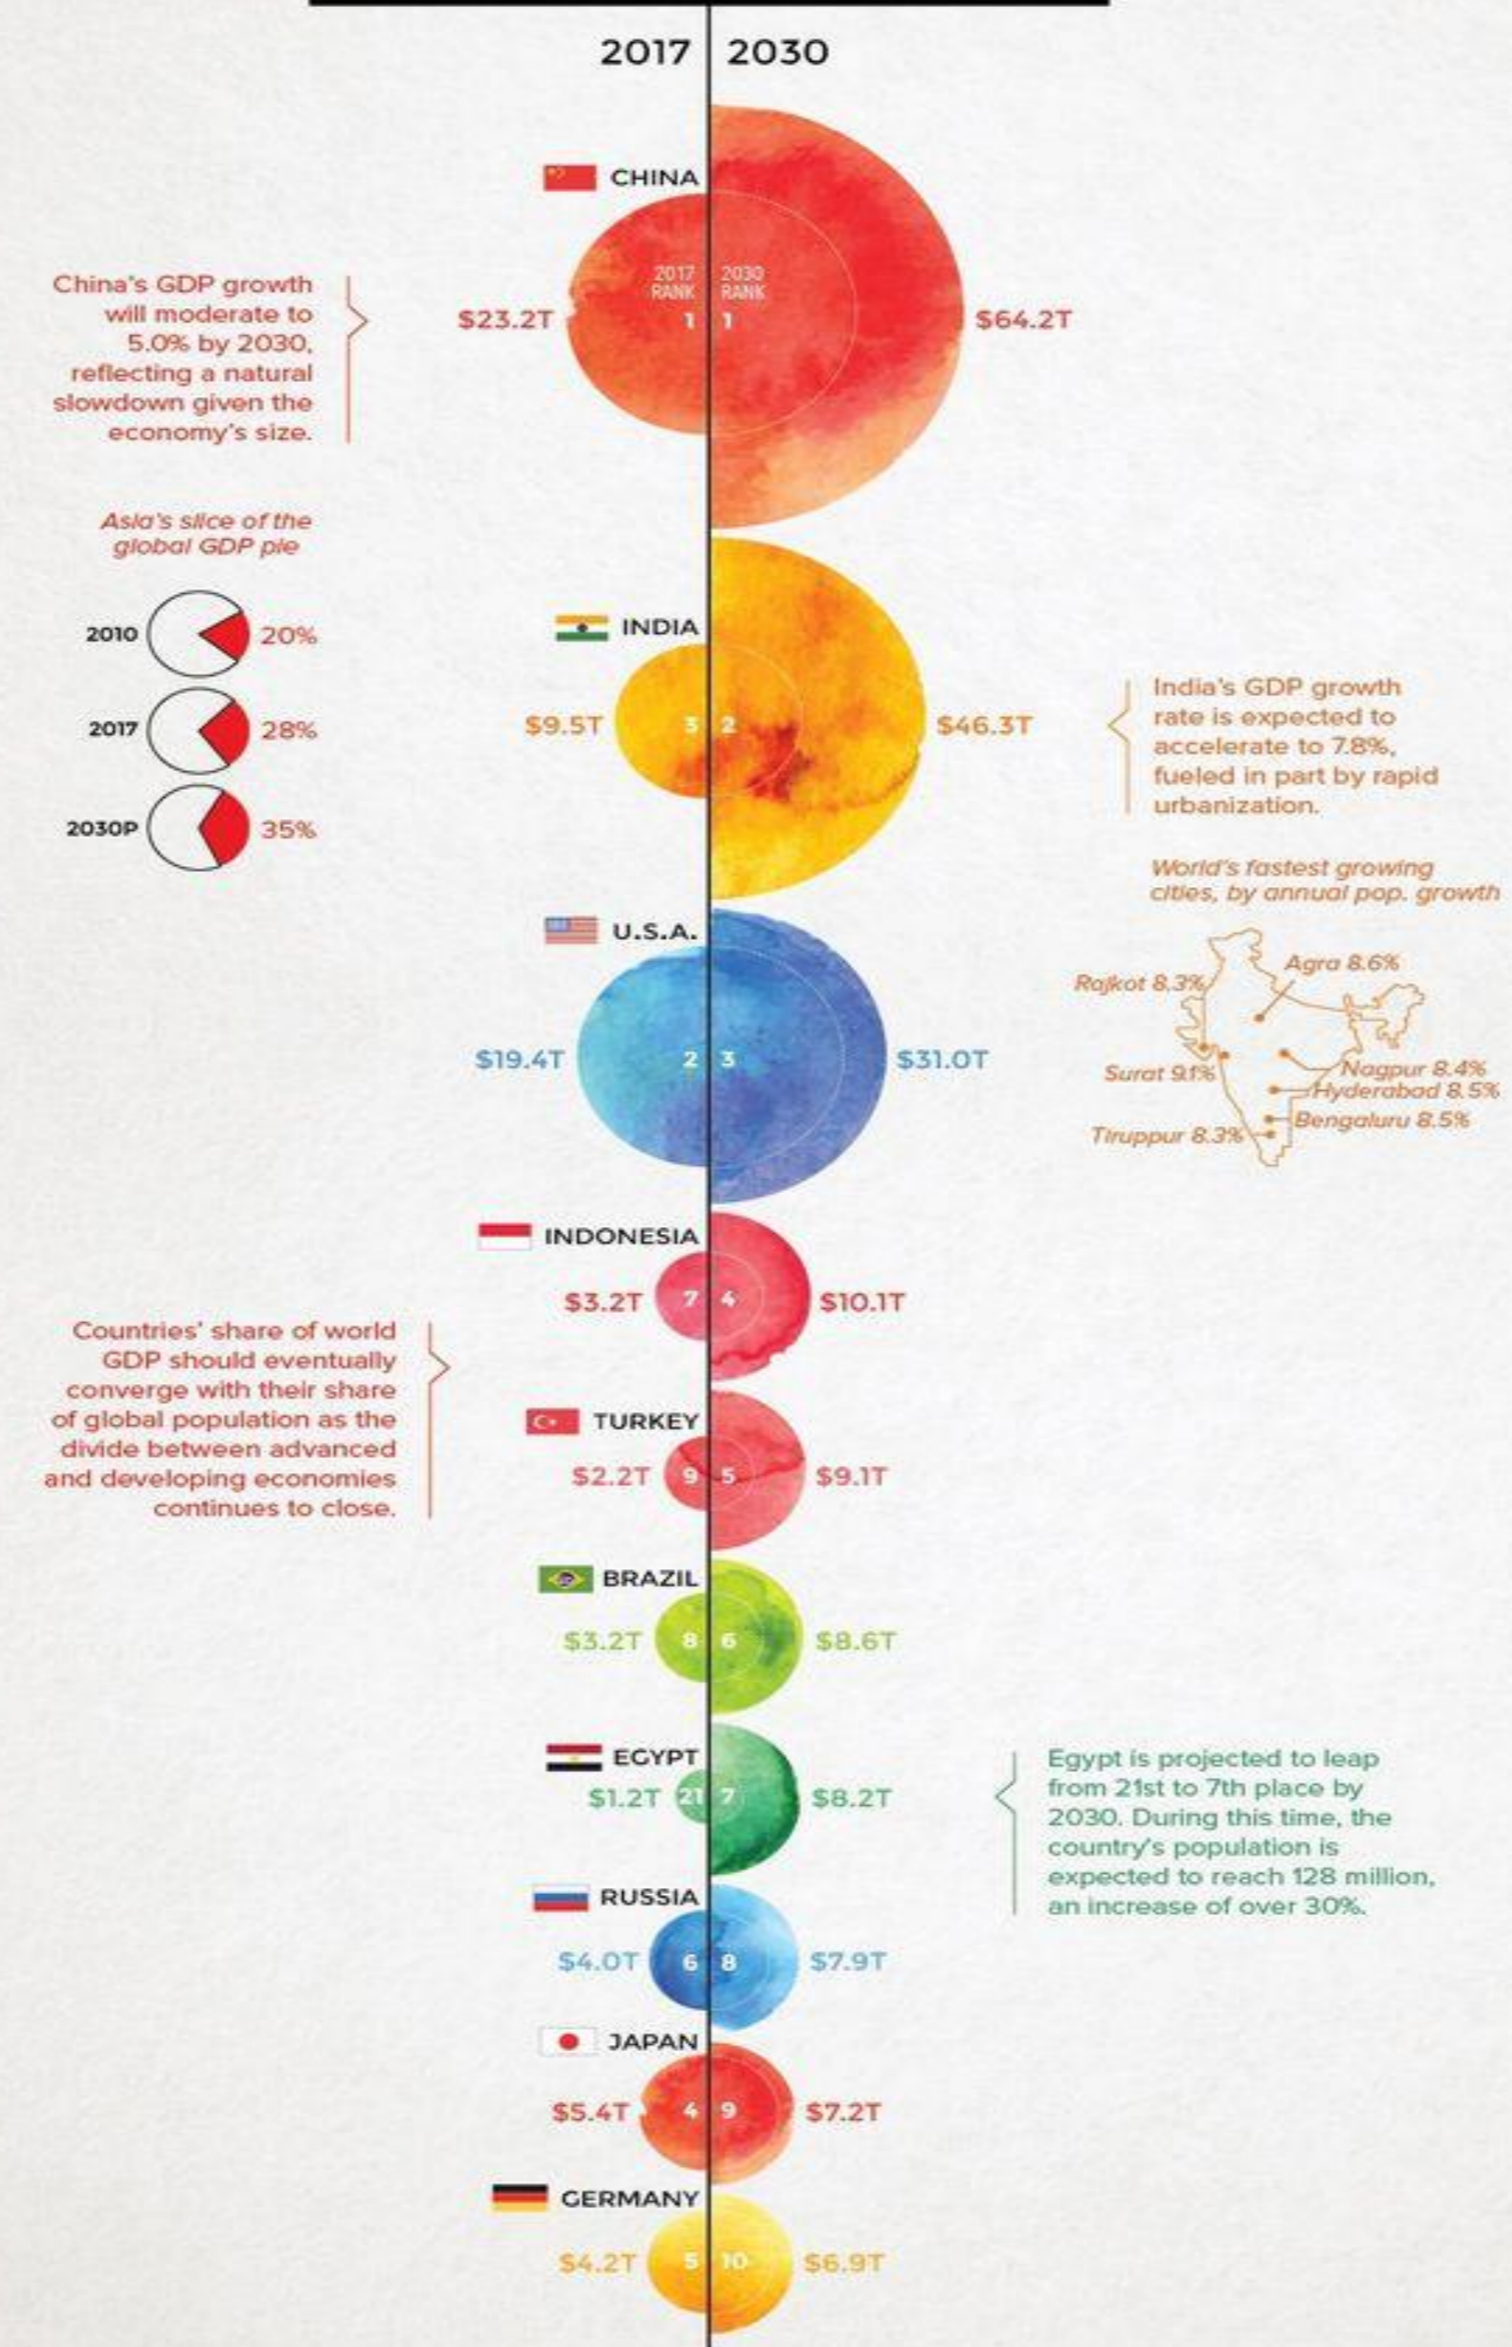 2017 2030
CHINA
China's GDP growth
will moderate to
5.0% by 2030,
reflecting a natural
slowdown given the
economy's size.
2017 2030
RANK RANK
$23.2T 1 1 $64.2T
Asia's slice of the
global GDP pie
2010 20%
2017 28%
2030P 35%
INDIA
$9.5T 3 2 $46.3T
India's GDP growth
rate is expected to
accelerate to 7.8%,
fueled in part by rapid
urbanization.
World's fastest growing
cities, by annual pop. growth
Agra 8.6%
Rajkot 8.3%
Surat 9.1%
Nagpur 8.4%
Hyderabad 8.5%
Bengaluru 8.5%
Tiruppur 8.3%
U.S.A.
$19.4T 2 3 $31.0T
INDONESIA
$3.2T 7 4 $10.1T
Countries' share of world
GDP should eventually
converge with their share
of global population as the
divide between advanced
and developing economies
continues to close.
TURKEY
$2.2T 9 5 $9.1T
BRAZIL
$3.2T 8 6 $8.6T
EGYPT
$1.2T 21 7 $8.2T
Egypt is projected to leap
from 21st to 7th place by
2030. During this time, the
country's population is
expected to reach 128 million,
an increase of over 30%.
RUSSIA
$4.0T 6 8 $7.9T
JAPAN
$5.4T 4 9 $7.2T
GERMANY
$4.2T 5 10 $6.9T